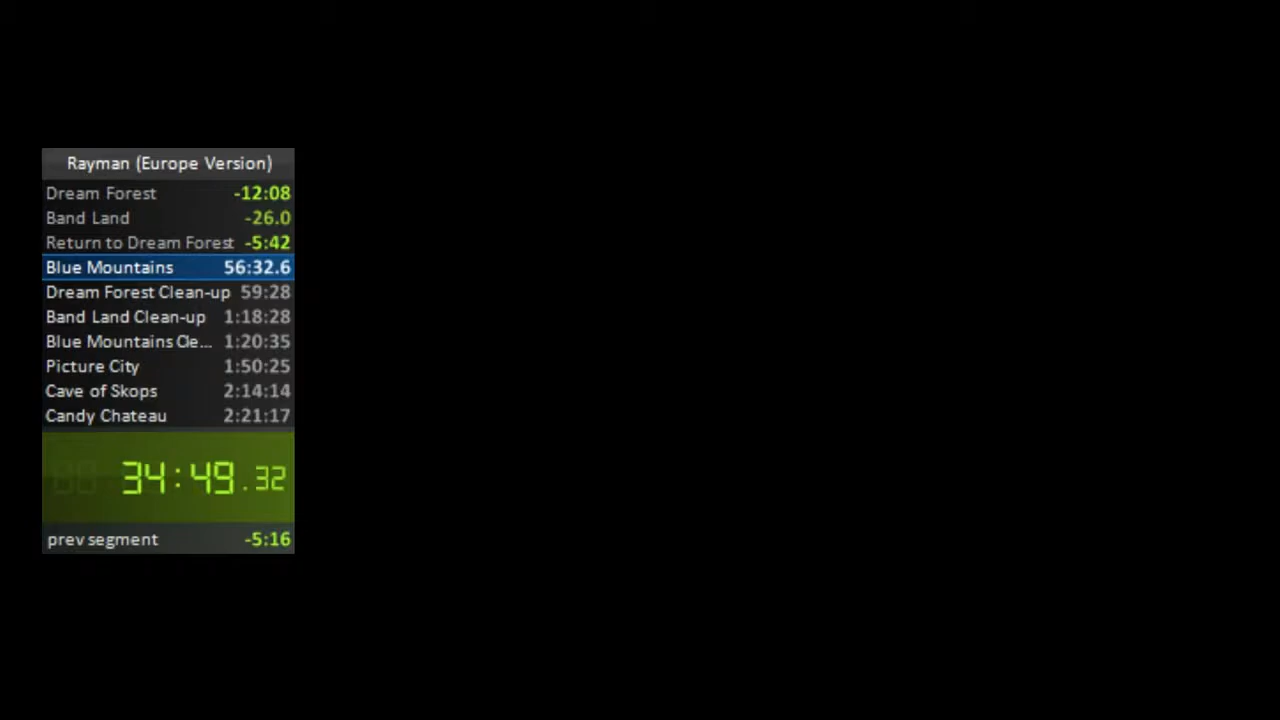 Rayman (Europe Version)
Dream Forest -12:08
Band Land -26.0
Return to Dream Forest -5:42
Blue Mountains 56:32.6
Dream Forest Clean-up 59:28
Band Land Clean-up 1:18:28
Blue Mountains Cle... 1:20:35
Picture City 1:50:25
Cave of Skops 2:14:14
Candy Chateau 2:21:17
34:49.32
prev segment -5:16